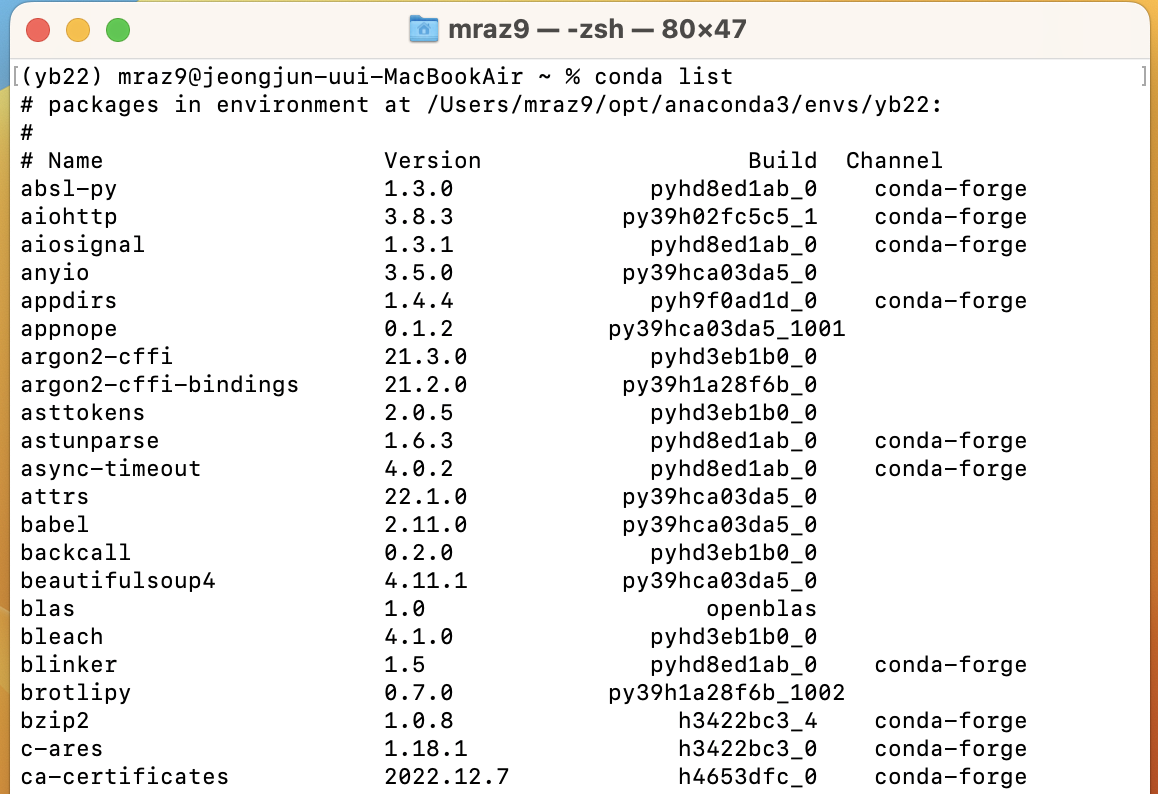 mraz9 — -zsh — 80×47
[(yb22) mraz9@jeongjun-uui-MacBookAir ~ % conda list ]
# packages in environment at /Users/mraz9/opt/anaconda3/envs/yb22:
#
# Name Version Build Channel
absl-py 1.3.0 pyhd8ed1ab_0 conda-forge
aiohttp 3.8.3 py39h02fc5c5_1 conda-forge
aiosignal 1.3.1 pyhd8ed1ab_0 conda-forge
anyio 3.5.0 py39hca03da5_0
appdirs 1.4.4 pyh9f0ad1d_0 conda-forge
appnope 0.1.2 py39hca03da5_1001
argon2-cffi 21.3.0 pyhd3eb1b0_0
argon2-cffi-bindings 21.2.0 py39h1a28f6b_0
asttokens 2.0.5 pyhd3eb1b0_0
astunparse 1.6.3 pyhd8ed1ab_0 conda-forge
async-timeout 4.0.2 pyhd8ed1ab_0 conda-forge
attrs 22.1.0 py39hca03da5_0
babel 2.11.0 py39hca03da5_0
backcall 0.2.0 pyhd3eb1b0_0
beautifulsoup4 4.11.1 py39hca03da5_0
blas 1.0 openblas
bleach 4.1.0 pyhd3eb1b0_0
blinker 1.5 pyhd8ed1ab_0 conda-forge
brotlipy 0.7.0 py39h1a28f6b_1002
bzip2 1.0.8 h3422bc3_4 conda-forge
c-ares 1.18.1 h3422bc3_0 conda-forge
ca-certificates 2022.12.7 h4653dfc_0 conda-forge